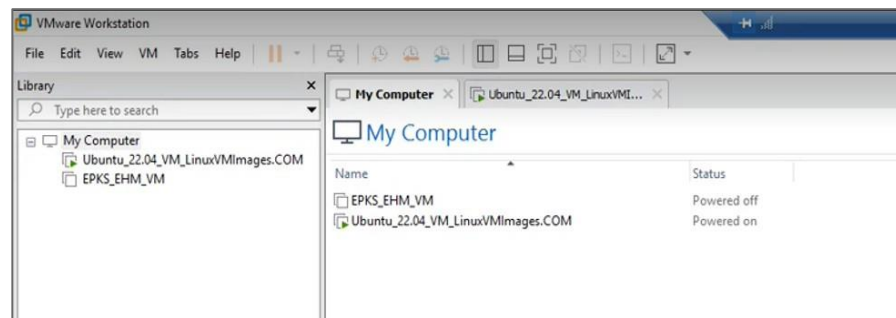 VMware Workstation
File Edit View VM Tabs Help
Library
Type here to search
My Computer
Ubuntu_22.04_VM_LinuxVMImages.COM
EPKS_EHM_VM
My Computer
Ubuntu_22.04_VM_LinuxVMI...
My Computer
Name Status
EPKS_EHM_VM Powered off
Ubuntu_22.04_VM_LinuxVMImages.COM Powered on